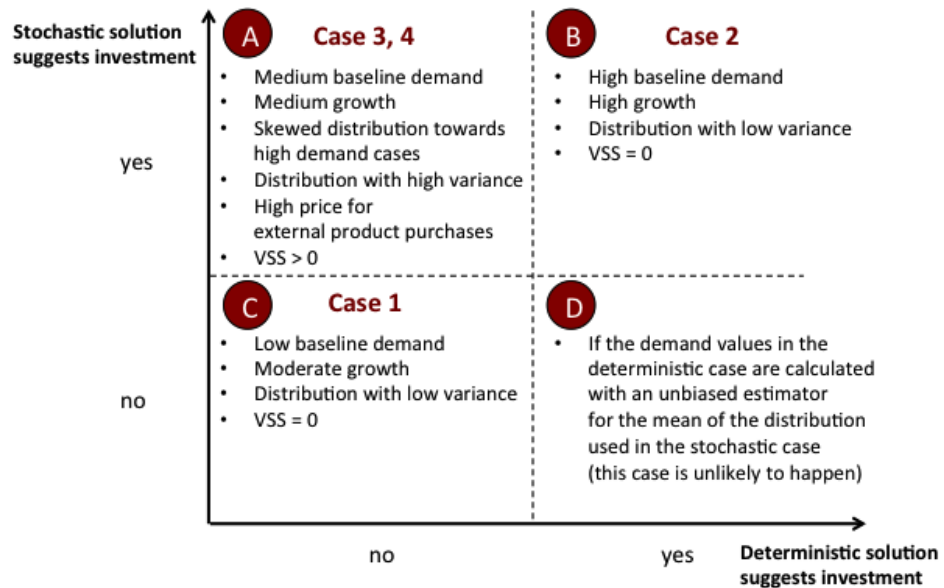 Stochastic solution
suggests investment
A
Case 3, 4
• Medium baseline demand
• Medium growth
• Skewed distribution towards
high demand cases
• Distribution with high variance
• High price for
external product purchases
• VSS > 0
B
Case 2
• High baseline demand
• High growth
• Distribution with low variance
• VSS = 0
yes
C
Case 1
• Low baseline demand
• Moderate growth
• Distribution with low variance
• VSS = 0
D
• If the demand values in the
deterministic case are calculated
with an unbiased estimator
for the mean of the distribution
used in the stochastic case
(this case is unlikely to happen)
no
no
yes
Deterministic solution
suggests investment